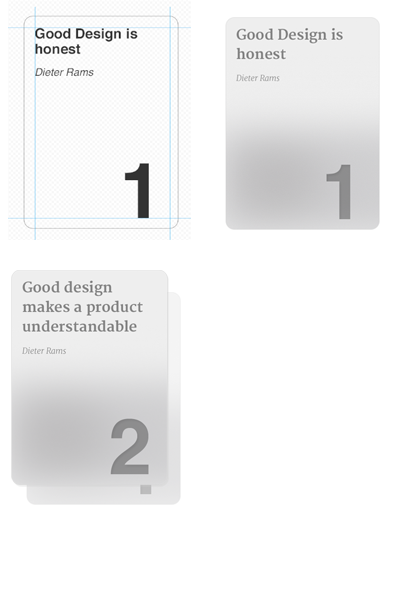 Good Design is
honest
Dieter Rams
1
Good Design is
honest
Dieter Rams
1
Good design
makes a product
understandable
Dieter Rams
2